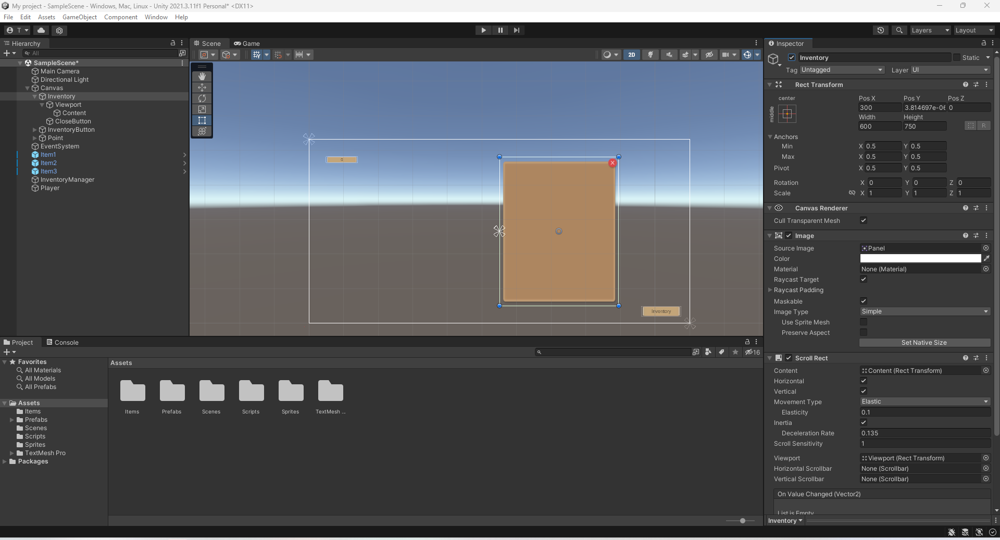 My project - SampleScene - Windows, Mac, Linux - Unity 2021.3.11f1 Personal* <DX11>
File Edit Assets GameObject Component Window Help
T
Layers
Layout
Hierarchy
All
SampleScene*
Main Camera
Directional Light
Canvas
Inventory
Viewport
Content
CloseButton
InventoryButton
Point
EventSystem
Item1
Item2
Item3
InventoryManager
Player
Scene
Game
2D
0
Inventory
Inspector
Inventory
Static
Tag Untagged
Layer UI
Rect Transform
center
middle
Pos X Pos Y Pos Z
300 3.814697e-06 0
Width Height
600 750
R
Anchors
Min X 0.5 Y 0.5
Max X 0.5 Y 0.5
Pivot X 0.5 Y 0.5
Rotation X 0 Y 0 Z 0
Scale X 1 Y 1 Z 1
Canvas Renderer
Cull Transparent Mesh
Image
Source Image Panel
Color
Material None (Material)
Raycast Target
Raycast Padding
Maskable
Image Type Simple
Use Sprite Mesh
Preserve Aspect
Set Native Size
Scroll Rect
Content Content (Rect Transform)
Horizontal
Vertical
Movement Type Elastic
Elasticity 0.1
Inertia
Deceleration Rate 0.135
Scroll Sensitivity 1
Viewport Viewport (Rect Transform)
Horizontal Scrollbar None (Scrollbar)
Vertical Scrollbar None (Scrollbar)
On Value Changed (Vector2)
List is Empty
Inventory
Project
Console
16
Favorites
All Materials
All Models
All Prefabs
Assets
Items
Prefabs
Scenes
Scripts
Sprites
TextMesh Pro
Packages
Assets
Items
Prefabs
Scenes
Scripts
Sprites
TextMesh ...